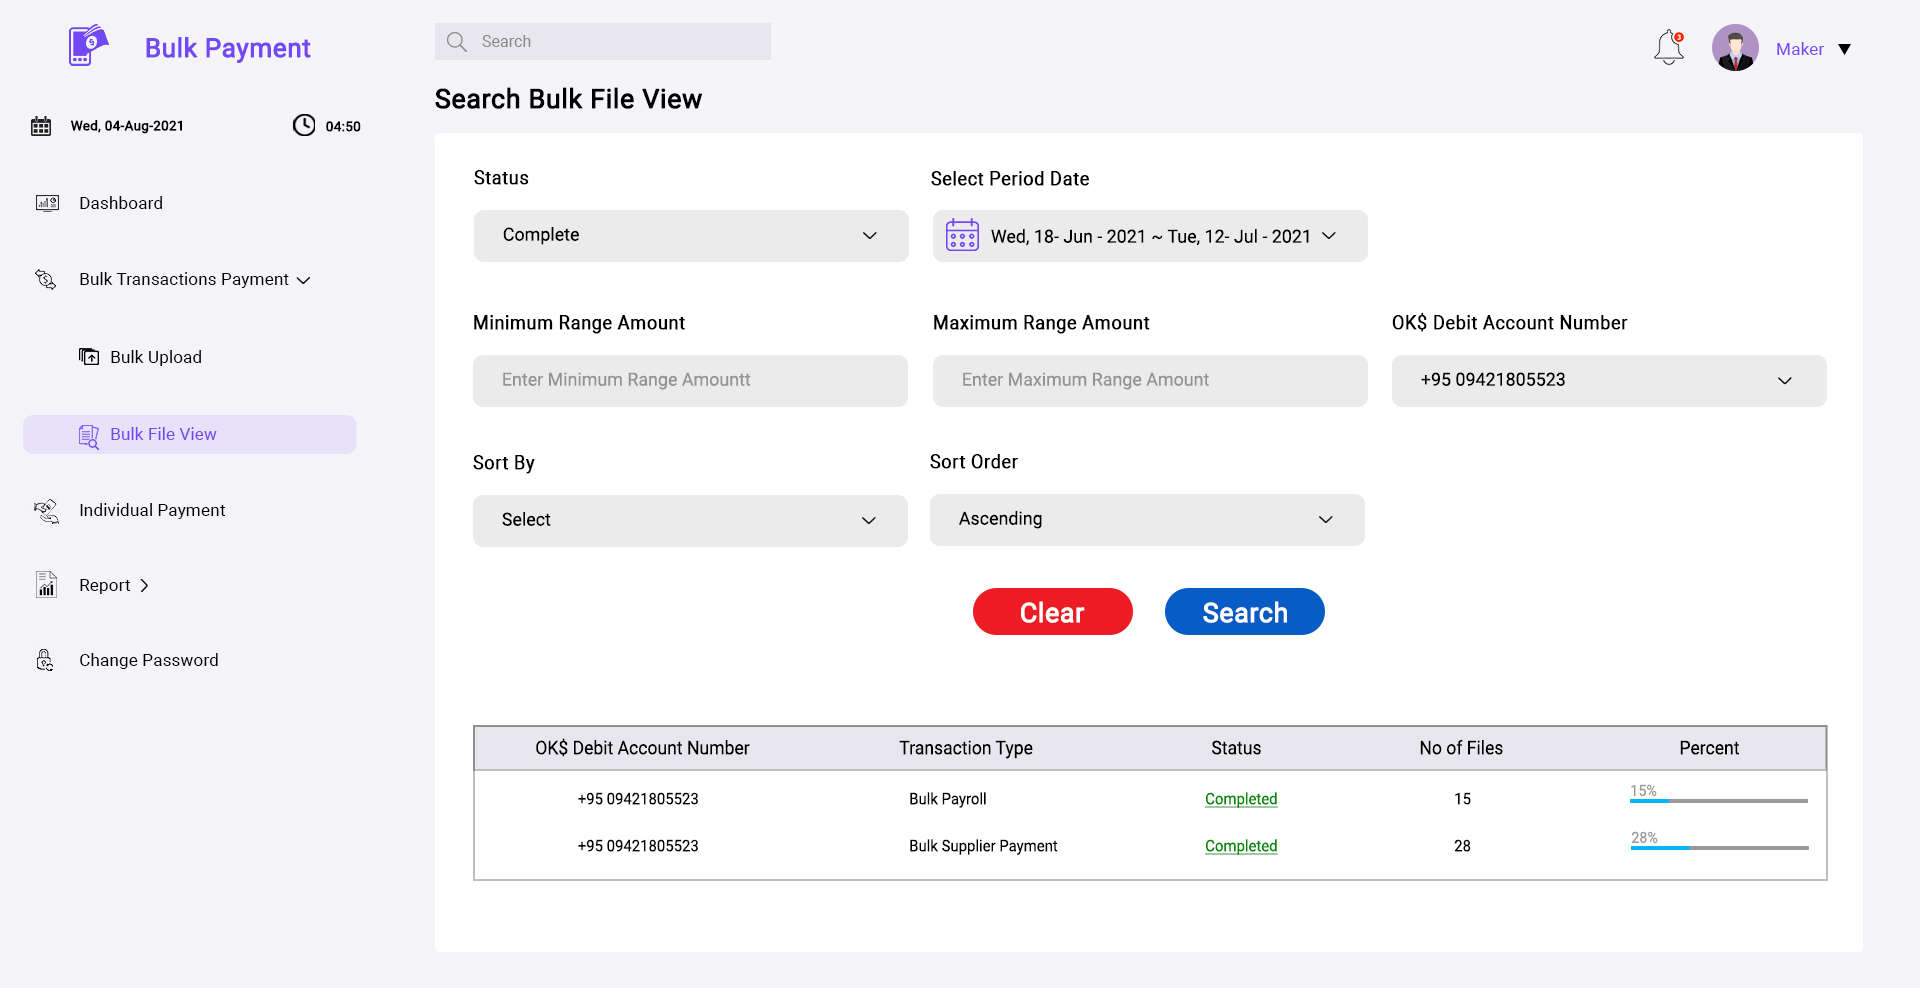 Bulk Payment
Search
3
Maker
Search Bulk File View
Wed, 04-Aug-2021
04:50
Dashboard
Bulk Transactions Payment
Bulk Upload
Bulk File View
Individual Payment
Report
Change Password
Status
Select Period Date
Complete
Wed, 18- Jun - 2021 ~ Tue, 12- Jul - 2021
Minimum Range Amount
Maximum Range Amount
OK$ Debit Account Number
Enter Minimum Range Amountt
Enter Maximum Range Amount
+95 09421805523
Sort By
Sort Order
Select
Ascending
Clear
Search
OK$ Debit Account Number Transaction Type Status No of Files Percent
+95 09421805523 Bulk Payroll Completed 15 15%
+95 09421805523 Bulk Supplier Payment Completed 28 28%